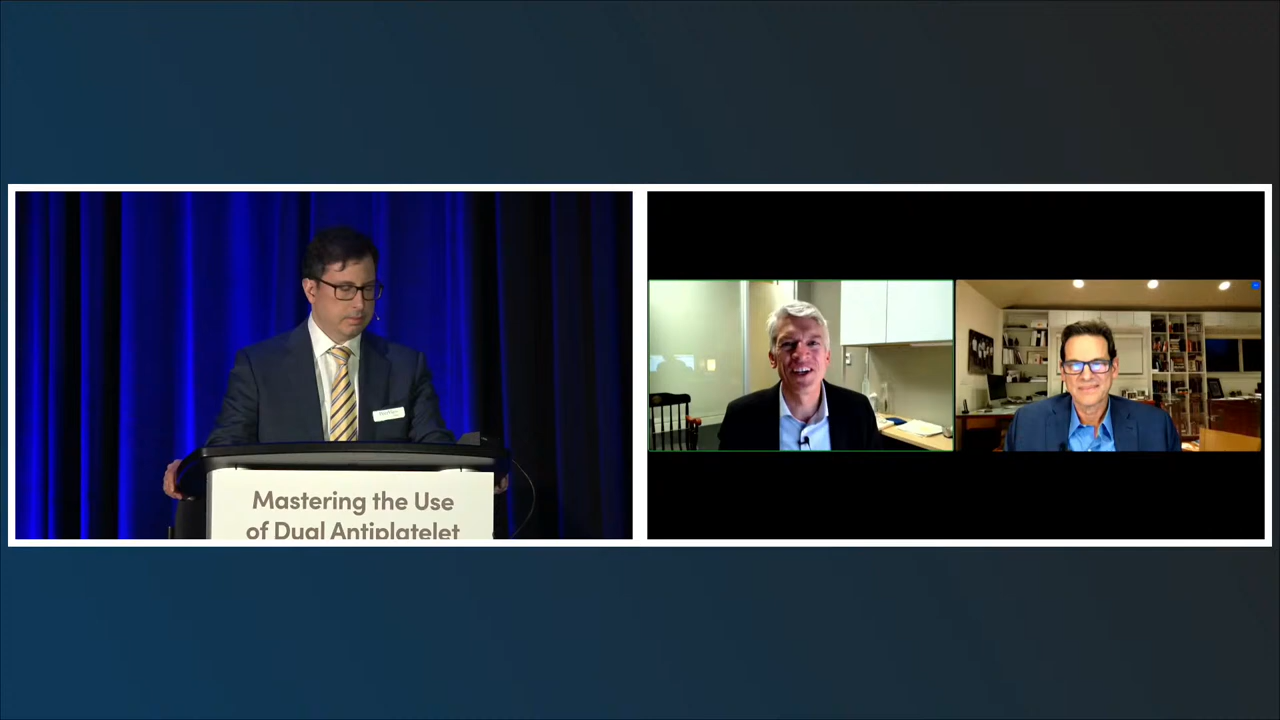 Mastering the Use
of Dual Antiplatelet